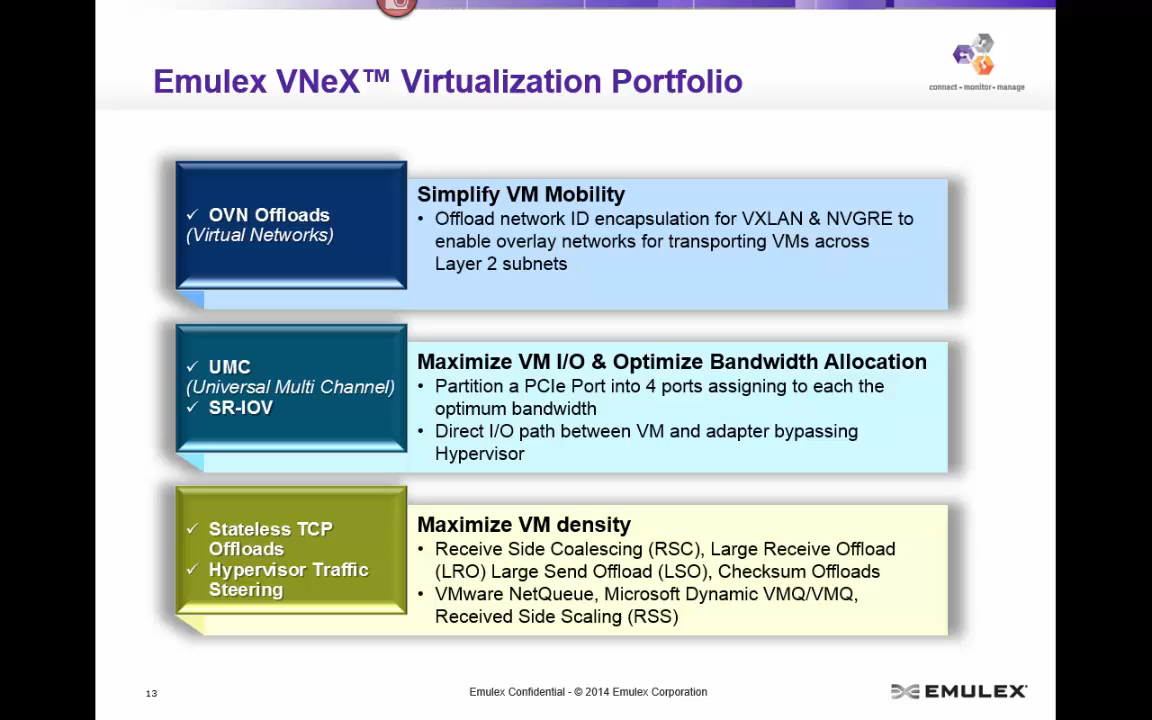 Emulex VNeX™ Virtualization Portfolio
connect • monitor • manage
✓ OVN Offloads
(Virtual Networks)
Simplify VM Mobility
• Offload network ID encapsulation for VXLAN & NVGRE to
enable overlay networks for transporting VMs across
Layer 2 subnets
✓ UMC
(Universal Multi Channel)
✓ SR-IOV
Maximize VM I/O & Optimize Bandwidth Allocation
• Partition a PCIe Port into 4 ports assigning to each the
optimum bandwidth
• Direct I/O path between VM and adapter bypassing
Hypervisor
✓ Stateless TCP
Offloads
✓ Hypervisor Traffic
Steering
Maximize VM density
• Receive Side Coalescing (RSC), Large Receive Offload
(LRO) Large Send Offload (LSO), Checksum Offloads
• VMware NetQueue, Microsoft Dynamic VMQ/VMQ,
Received Side Scaling (RSS)
13
Emulex Confidential - © 2014 Emulex Corporation
EMULEX